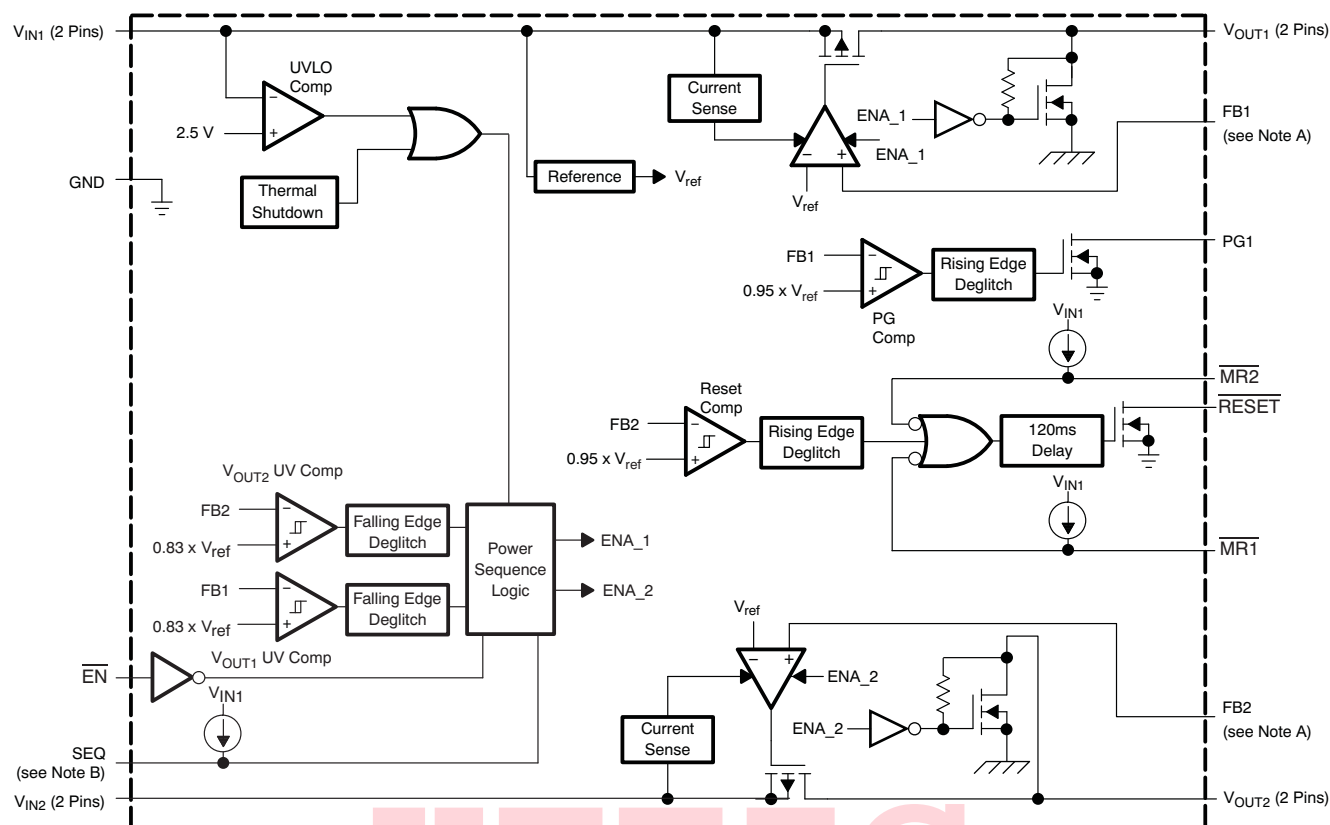 VIN1 (2 Pins)
VOUT1 (2 Pins)
UVLO
Comp
−
+
2.5 V
Current
Sense
ENA_1
ENA_1
−
+
Vref
FB1
(see Note A)
GND
Thermal
Shutdown
Reference
Vref
FB1
−
0.95 x Vref
+
PG
Comp
Rising Edge
Deglitch
PG1
VIN1
MR2
Reset
Comp
FB2
−
0.95 x Vref
+
Rising Edge
Deglitch
120ms
Delay
RESET
VIN1
MR1
VOUT2 UV Comp
FB2
−
0.83 x Vref
+
Falling Edge
Deglitch
Power
Sequence
Logic
ENA_1
ENA_2
FB1
−
0.83 x Vref
+
Falling Edge
Deglitch
VOUT1 UV Comp
EN
VIN1
SEQ
(see Note B)
Vref
−
+
ENA_2
ENA_2
Current
Sense
FB2
(see Note A)
VIN2 (2 Pins)
VOUT2 (2 Pins)